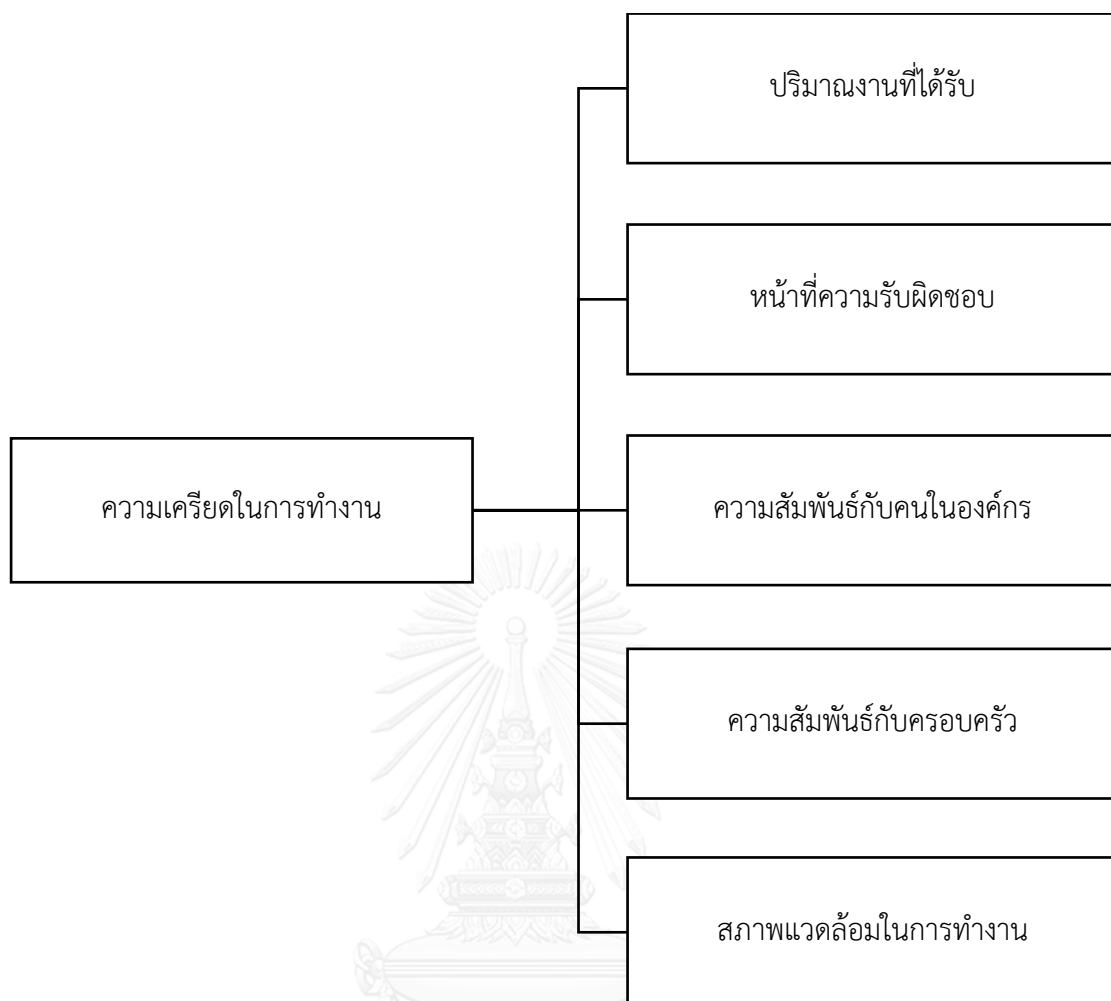 ปริมาณงานที่ได้รับ
หน้าที่ความรับผิดชอบ
ความเครียดในการทำงาน
ความสัมพันธ์กับคนในองค์กร
ความสัมพันธ์กับครอบครัว
สภาพแวดล้อมในการทำงาน